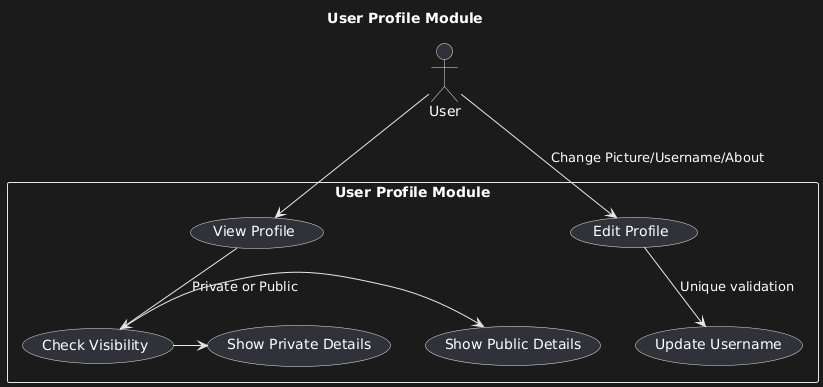 User Profile Module
User
Change Picture/Username/About
User Profile Module
View Profile
Edit Profile
Private or Public
Unique validation
Check Visibility
Show Private Details
Show Public Details
Update Username